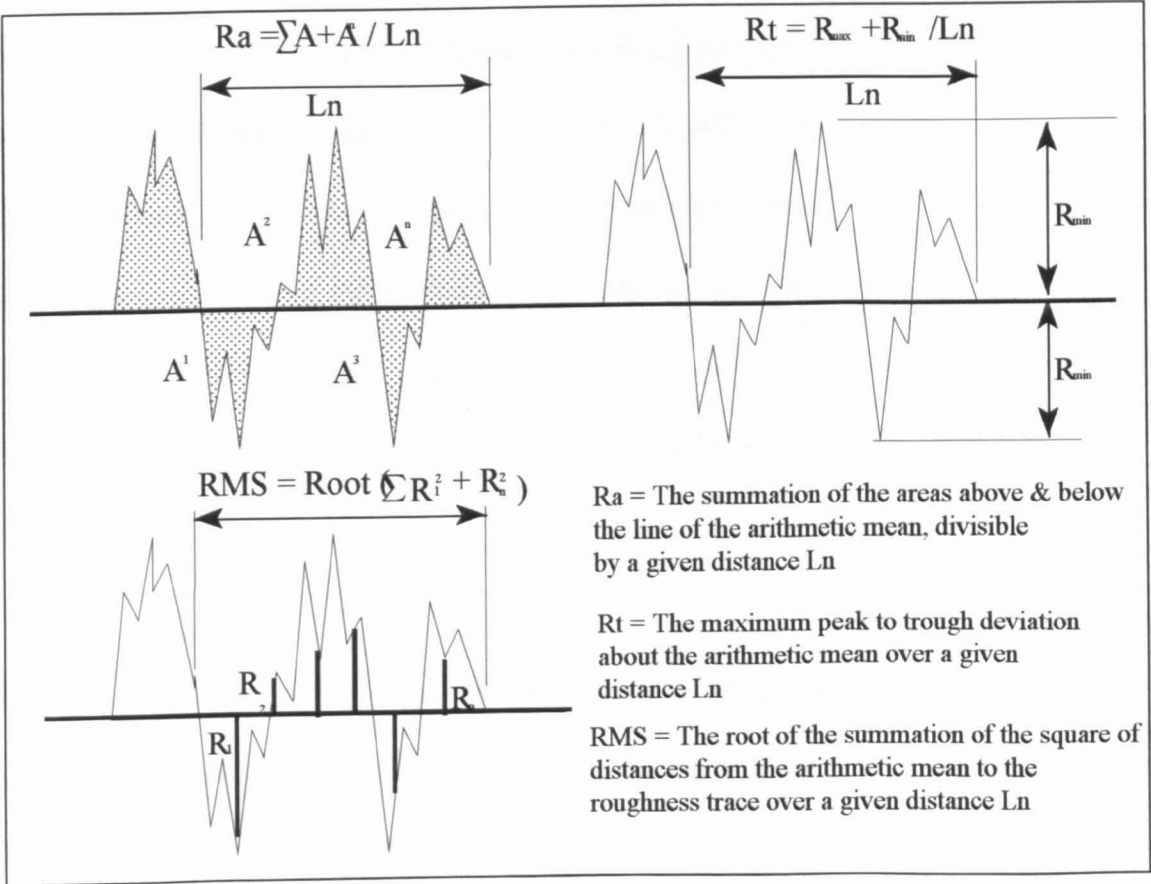 Ra =∑A+Aⁿ / Ln
Ln
A²
Aⁿ
A¹
A³
Rt = Rmax +Rmin /Ln
Ln
Rmin
Rmin
RMS = Root (∑R₁² + Rₙ² )
R₂
Rₙ
R₁
Ra = The summation of the areas above & below
the line of the arithmetic mean, divisible
by a given distance Ln
Rt = The maximum peak to trough deviation
about the arithmetic mean over a given
distance Ln
RMS = The root of the summation of the square of
distances from the arithmetic mean to the
roughness trace over a given distance Ln